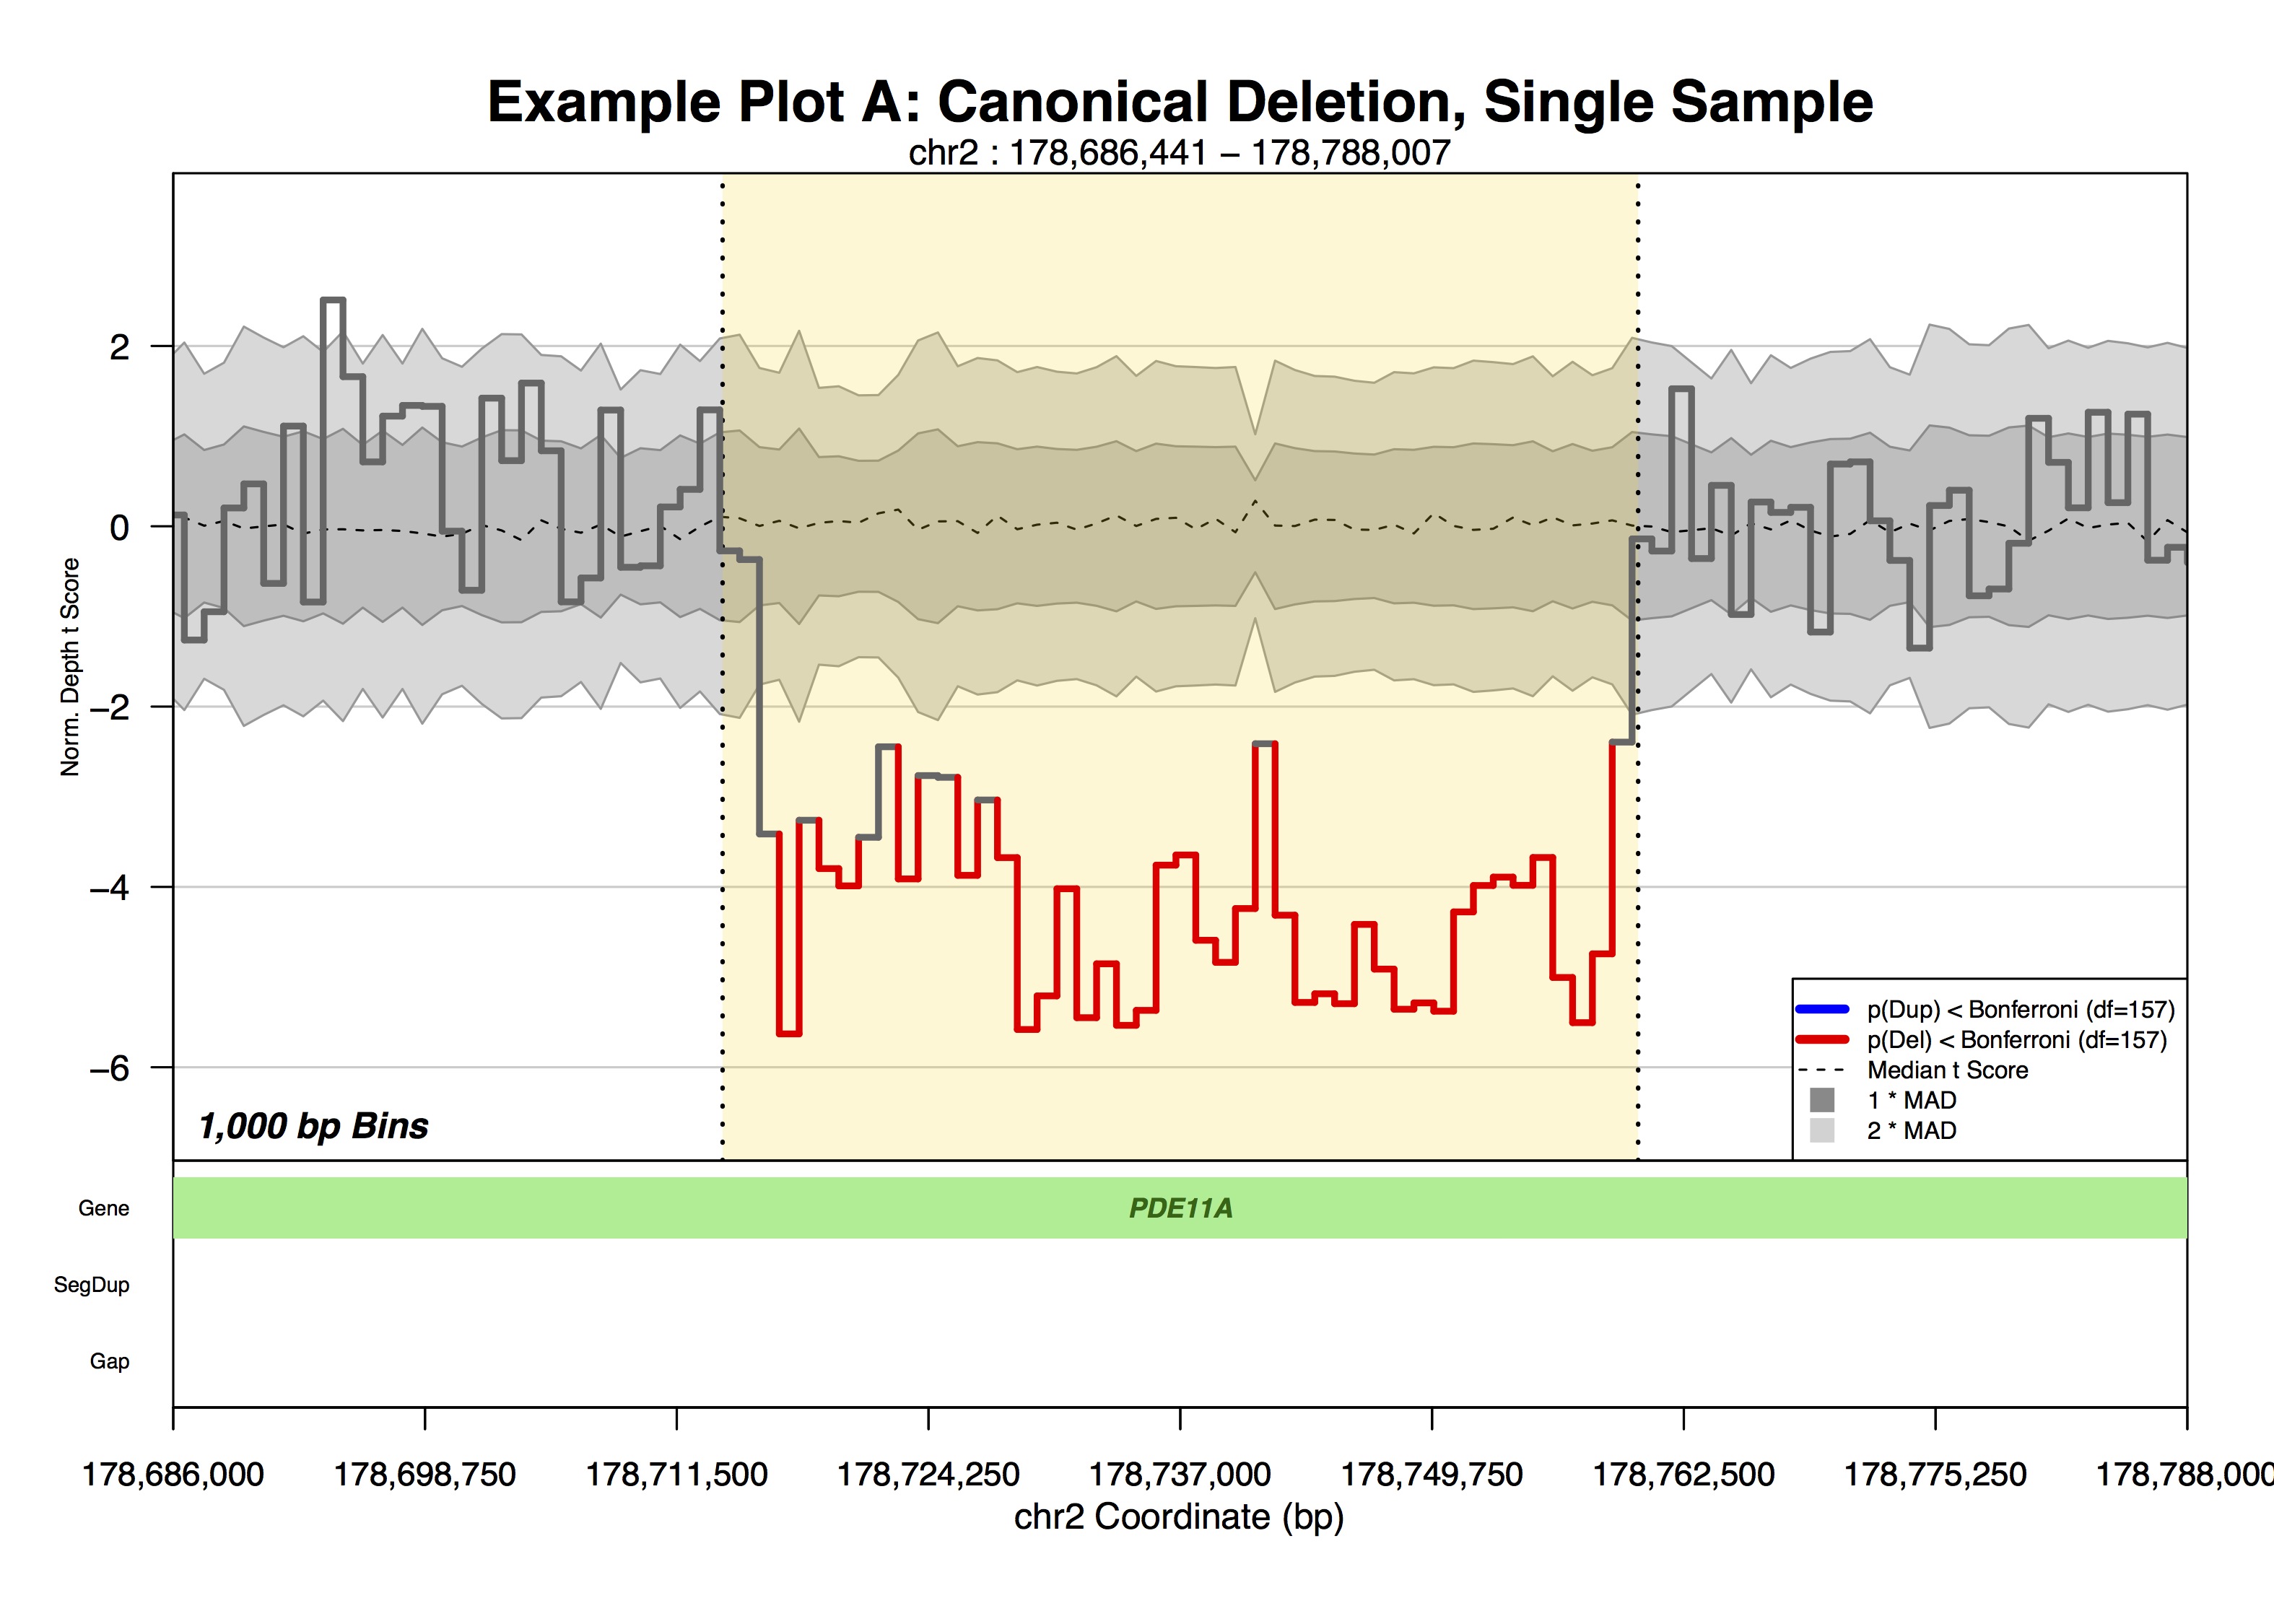 Example Plot A: Canonical Deletion, Single Sample
chr2 : 178,686,441 – 178,788,007
Norm. Depth t Score
2
0
−2
−4
−6
1,000 bp Bins
p(Dup) < Bonferroni (df=157)
p(Del) < Bonferroni (df=157)
Median t Score
1 * MAD
2 * MAD
Gene
PDE11A
SegDup
Gap
178,686,000 178,698,750 178,711,500 178,724,250 178,737,000 178,749,750 178,762,500 178,775,250 178,788,000
chr2 Coordinate (bp)